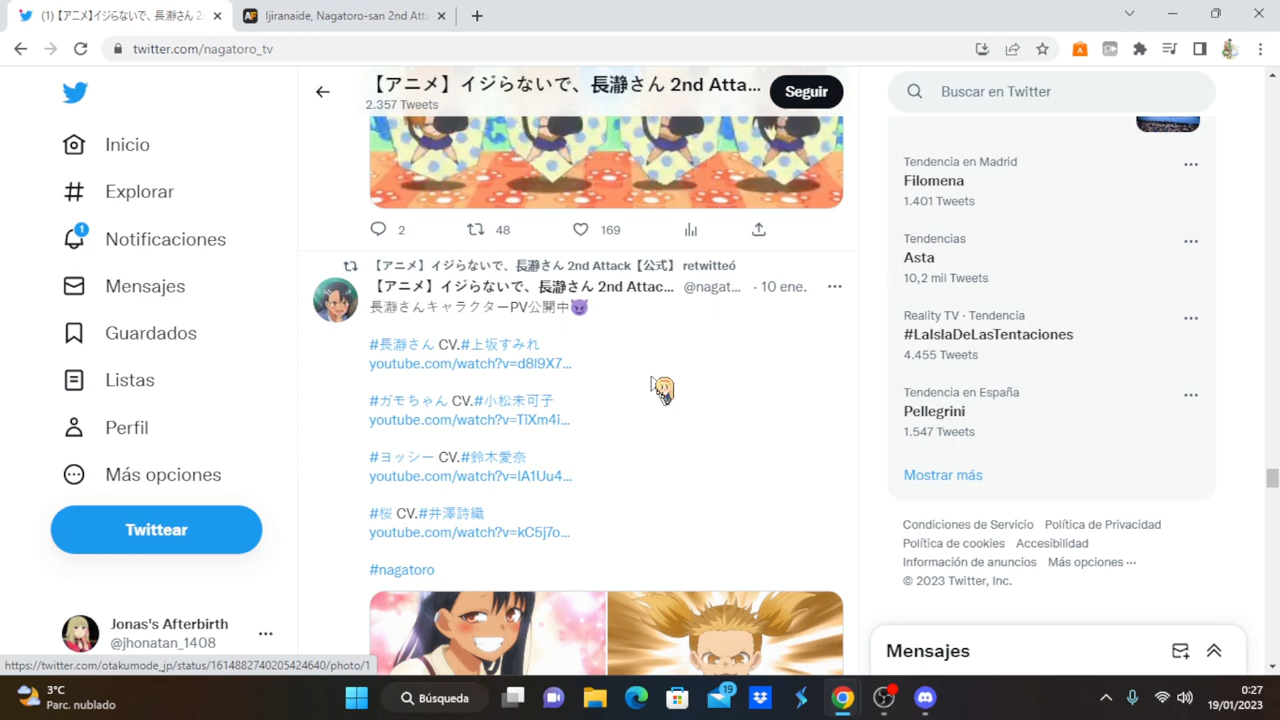 (1)【アニメ】イジらないで、長瀞さん 2
Ijiranaide, Nagatoro-san 2nd Atta
twitter.com/nagatoro_tv
【アニメ】イジらないで、長瀞さん 2nd Atta...
2.357 Tweets
Seguir
Buscar en Twitter
Inicio
Explorar
1
Notificaciones
Mensajes
Guardados
Listas
Perfil
Más opciones
Twittear
Jonas's Afterbirth
@jhonatan_1408
2
48
169
【アニメ】イジらないで、長瀞さん 2nd Attack【公式】 retwitteó
【アニメ】イジらないで、長瀞さん 2nd Attac... @nagat... · 10 ene.
長瀞さんキャラクターPV公開中😈
#長瀞さん CV.#上坂すみれ
youtube.com/watch?v=d8l9X7...
#ガモちゃん CV.#小松未可子
youtube.com/watch?v=TiXm4i...
#ヨッシー CV.#鈴木愛奈
youtube.com/watch?v=lA1Uu4...
#桜 CV.#井澤詩織
youtube.com/watch?v=kC5j7o...
#nagatoro
Tendencia en Madrid
Filomena
1.401 Tweets
Tendencias
Asta
10,2 mil Tweets
Reality TV · Tendencia
#LaIslaDeLasTentaciones
4.455 Tweets
Tendencia en España
Pellegrini
1.547 Tweets
Mostrar más
Condiciones de Servicio Política de Privacidad
Política de cookies Accesibilidad
Información de anuncios Más opciones ···
© 2023 Twitter, Inc.
Mensajes
https://twitter.com/otakumode_jp/status/1614882740205424640/photo/1
3°C
Parc. nublado
Búsqueda
19
0:27
19/01/2023